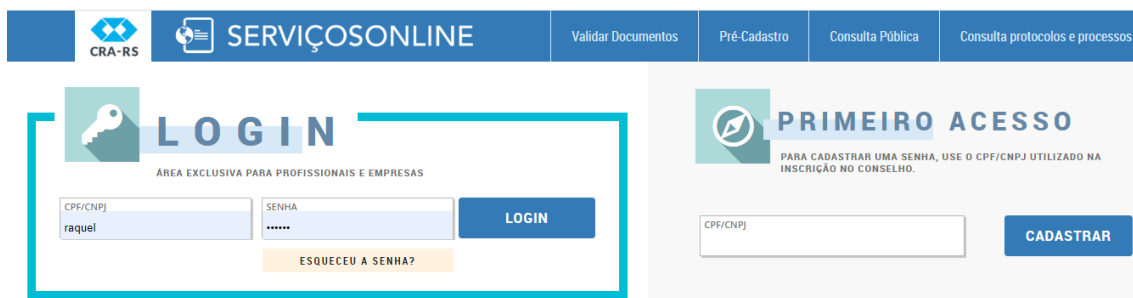 CRA-RS
SERVIÇOSONLINE
Validar Documentos
Pré-Cadastro
Consulta Pública
Consulta protocolos e processos
LOGIN
ÁREA EXCLUSIVA PARA PROFISSIONAIS E EMPRESAS
CPF/CNPJ
raquel
SENHA
••••••
LOGIN
ESQUECEU A SENHA?
PRIMEIRO ACESSO
PARA CADASTRAR UMA SENHA, USE O CPF/CNPJ UTILIZADO NA
INSCRIÇÃO NO CONSELHO.
CPF/CNPJ
CADASTRAR